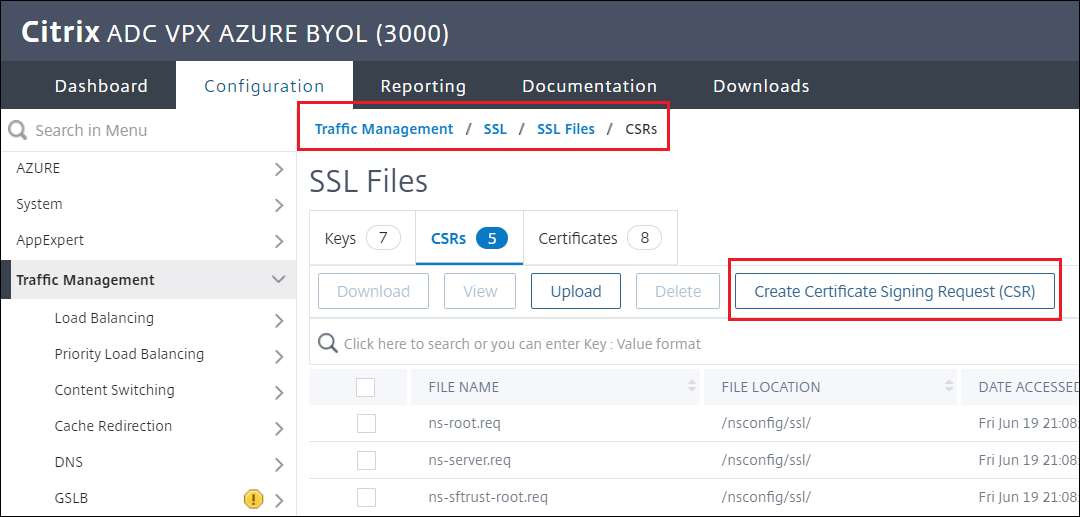 Citrix ADC VPX AZURE BYOL (3000)
Dashboard Configuration Reporting Documentation Downloads
Search in Menu
Traffic Management / SSL / SSL Files / CSRs
AZURE
System
AppExpert
Traffic Management
Load Balancing
Priority Load Balancing
Content Switching
Cache Redirection
DNS
GSLB
SSL Files
Keys 7 CSRs 5 Certificates 8
Download View Upload Delete Create Certificate Signing Request (CSR)
Click here to search or you can enter Key : Value format
FILE NAME FILE LOCATION DATE ACCESSED
ns-root.req /nsconfig/ssl/ Fri Jun 19 21:08:
ns-server.req /nsconfig/ssl/ Fri Jun 19 21:08:
ns-sftrust-root.req /nsconfig/ssl/ Fri Jun 19 21:08: